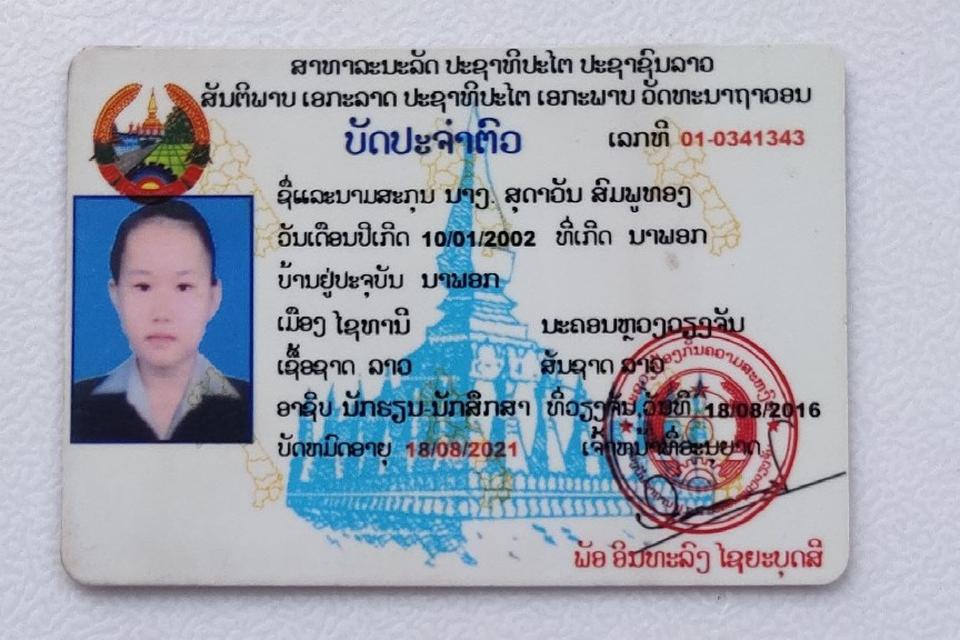 ສາທາລະນະລັດ ປະຊາທິປະໄຕ ປະຊາຊົນລາວ
ສັນຕິພາບ ເອກະລາດ ປະຊາທິປະໄຕ ເອກະພາບ ວັດທະນາຖາວອນ
ບັດປະຈຳຕົວ ເລກທີ 01-0341343
ຊື່ແລະນາມສະກຸນ ນາງ. ສຸດາວັນ ສົມພູທອງ
ວັນເດືອນປີເກີດ 10/01/2002 ທີ່ເກີດ ນາພອກ
ບ້ານຢູ່ປະຈຸບັນ ນາພອກ
ເມືອງ ໄຊທານີ ນະຄອນຫຼວງວຽງຈັນ
ເຊື້ອຊາດ ລາວ ສັນຊາດ ລາວ
ອາຊີບ ນັກຮຽນ-ນັກສຶກສາ ທີ່ວຽງຈັນ,ວັນທີ 18/08/2016
ບັດຫມົດອາຍຸ 18/08/2021 ເຈົ້າຫນ້າທີ່ອະນຸຍາດ
ພັອ ອິນທະລົງ ໄຊຍະບຸດສີ